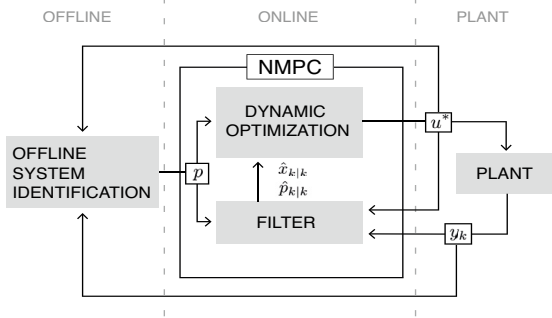 OFFLINE
ONLINE
PLANT
NMPC
DYNAMIC
OPTIMIZATION
u*
OFFLINE
SYSTEM
IDENTIFICATION
p
x̂k|k
p̂k|k
PLANT
FILTER
yk